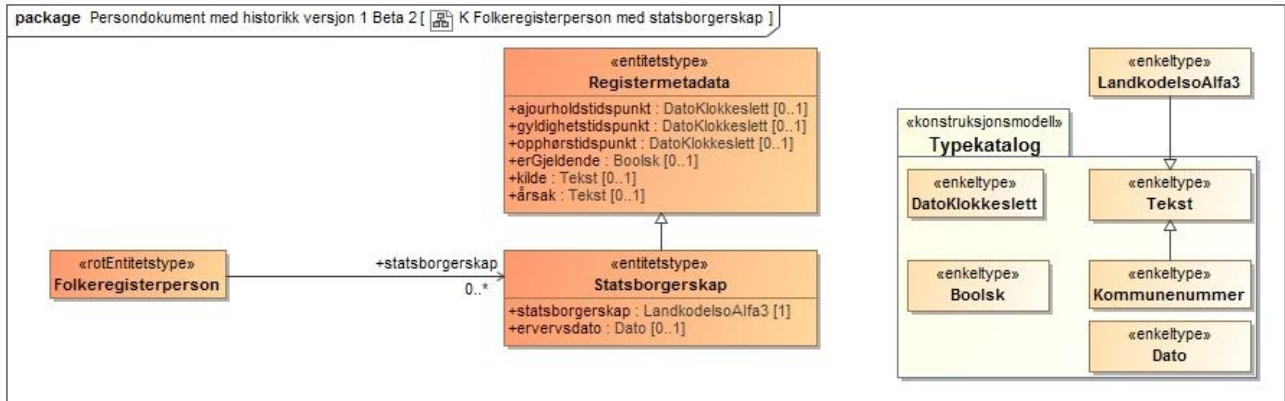 package Persondokument med historikk versjon 1 Beta 2 [ K Folkeregisterperson med statsborgerskap ]
«entitetstype»
Registermetadata
+ajourholdstidspunkt : DatoKlokkeslett [0..1]
+gyldighetstidspunkt : DatoKlokkeslett [0..1]
+opphørstidspunkt : DatoKlokkeslett [0..1]
+erGjeldende : Boolsk [0..1]
+kilde : Tekst [0..1]
+årsak : Tekst [0..1]
«rotEntitetstype»
Folkeregisterperson
+statsborgerskap
0..*
«entitetstype»
Statsborgerskap
+statsborgerskap : LandkodeIsoAlfa3 [1]
+ervervsdato : Dato [0..1]
«enkeltype»
LandkodeIsoAlfa3
«konstruksjonsmodell»
Typekatalog
«enkeltype»
DatoKlokkeslett
«enkeltype»
Tekst
«enkeltype»
Boolsk
«enkeltype»
Kommunenummer
«enkeltype»
Dato